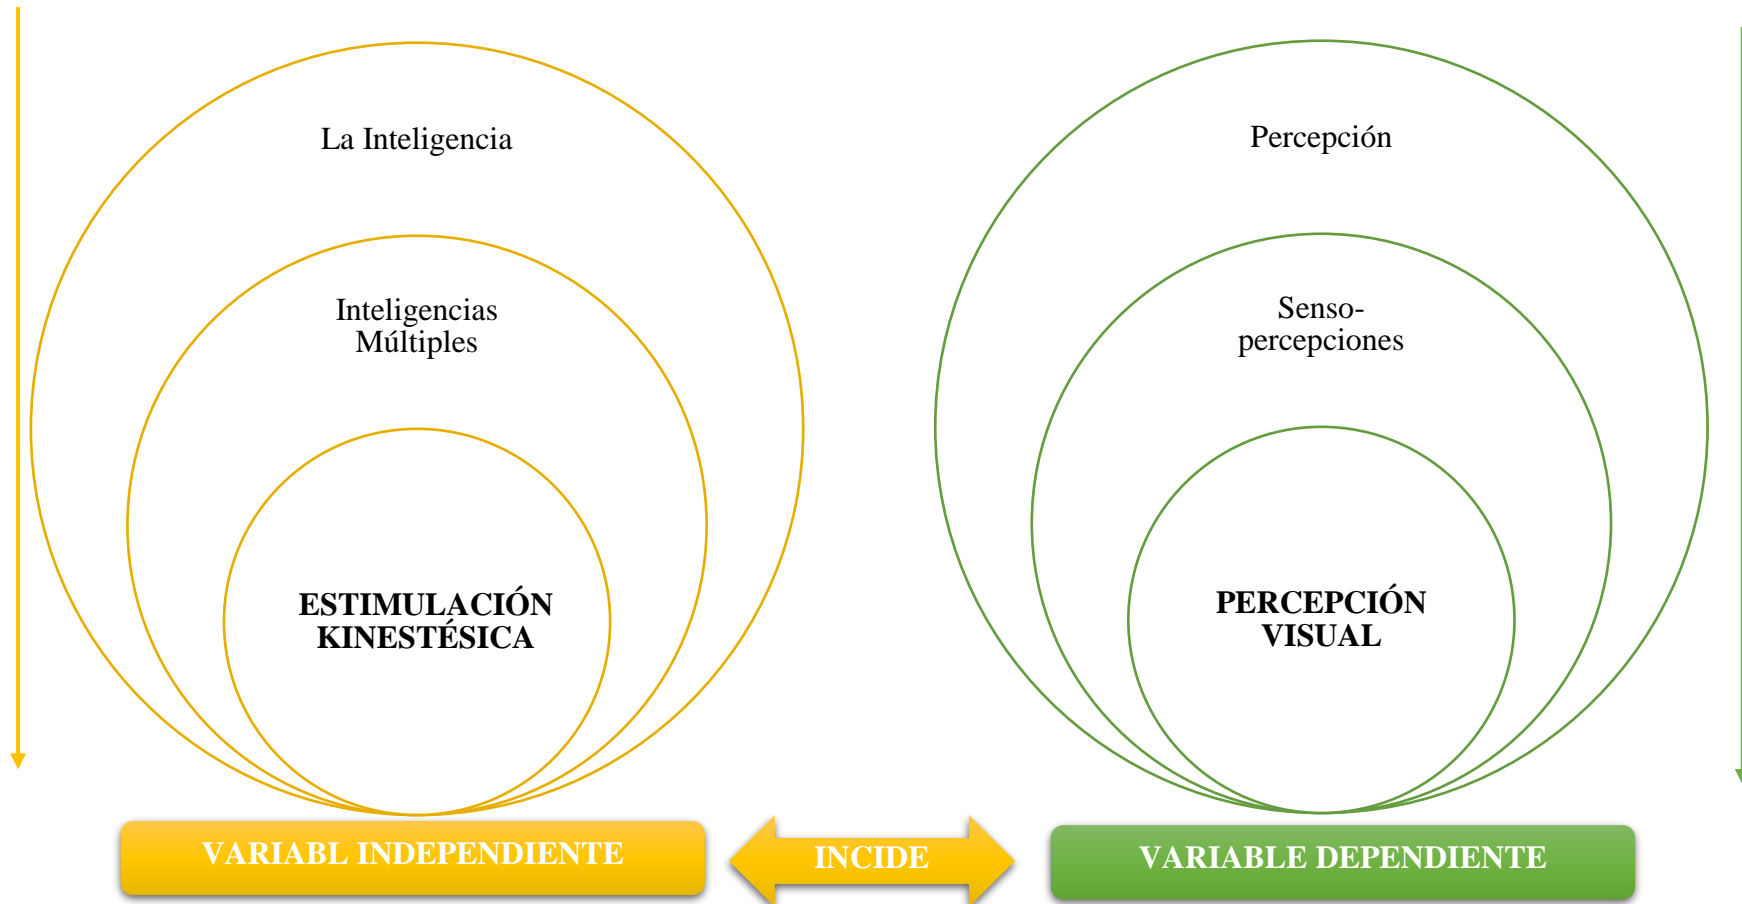 La Inteligencia
Inteligencias
Múltiples
ESTIMULACIÓN
KINESTÉSICA
Percepción
Senso-
percepciones
PERCEPCIÓN
VISUAL
VARIABL INDEPENDIENTE
INCIDE
VARIABLE DEPENDIENTE